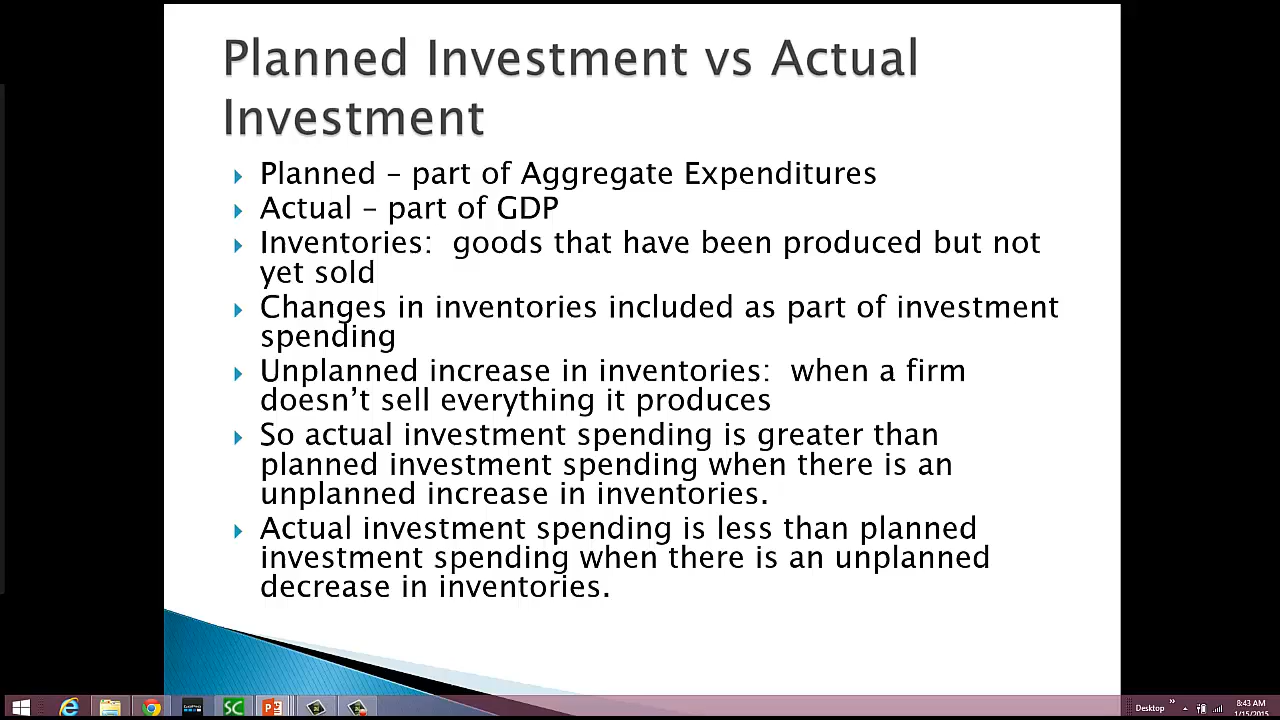 Planned Investment vs Actual
Investment
Planned – part of Aggregate Expenditures
Actual – part of GDP
Inventories:  goods that have been produced but not
yet sold
Changes in inventories included as part of investment
spending
Unplanned increase in inventories:  when a firm
doesn't sell everything it produces
So actual investment spending is greater than
planned investment spending when there is an
unplanned increase in inventories.
Actual investment spending is less than planned
investment spending when there is an unplanned
decrease in inventories.
SC
Desktop
8:43 AM
1/15/2015